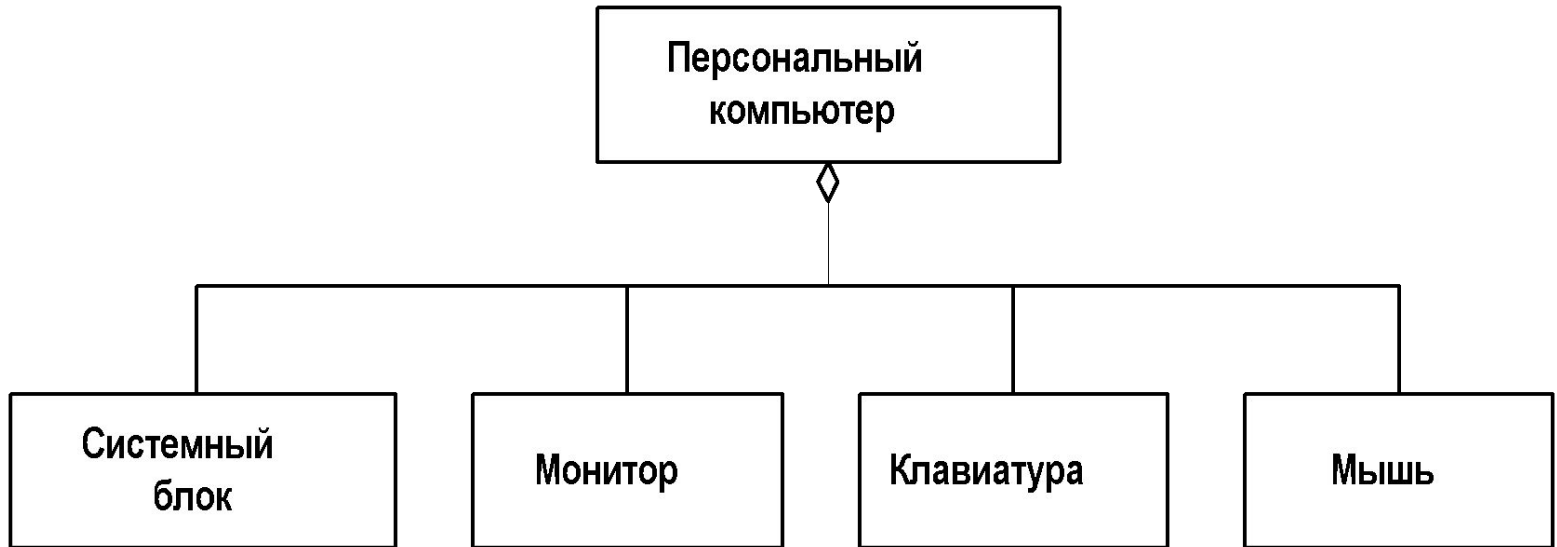 Персональный
компьютер
Системный
блок
Монитор
Клавиатура
Мышь